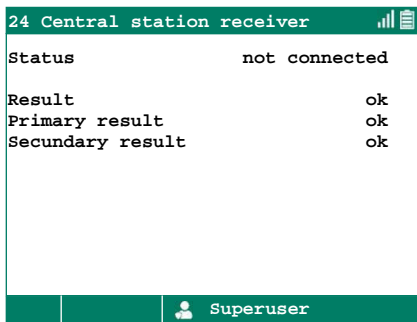 24 Central station receiver
Status not connected
Result ok
Primary result ok
Secundary result ok
Superuser